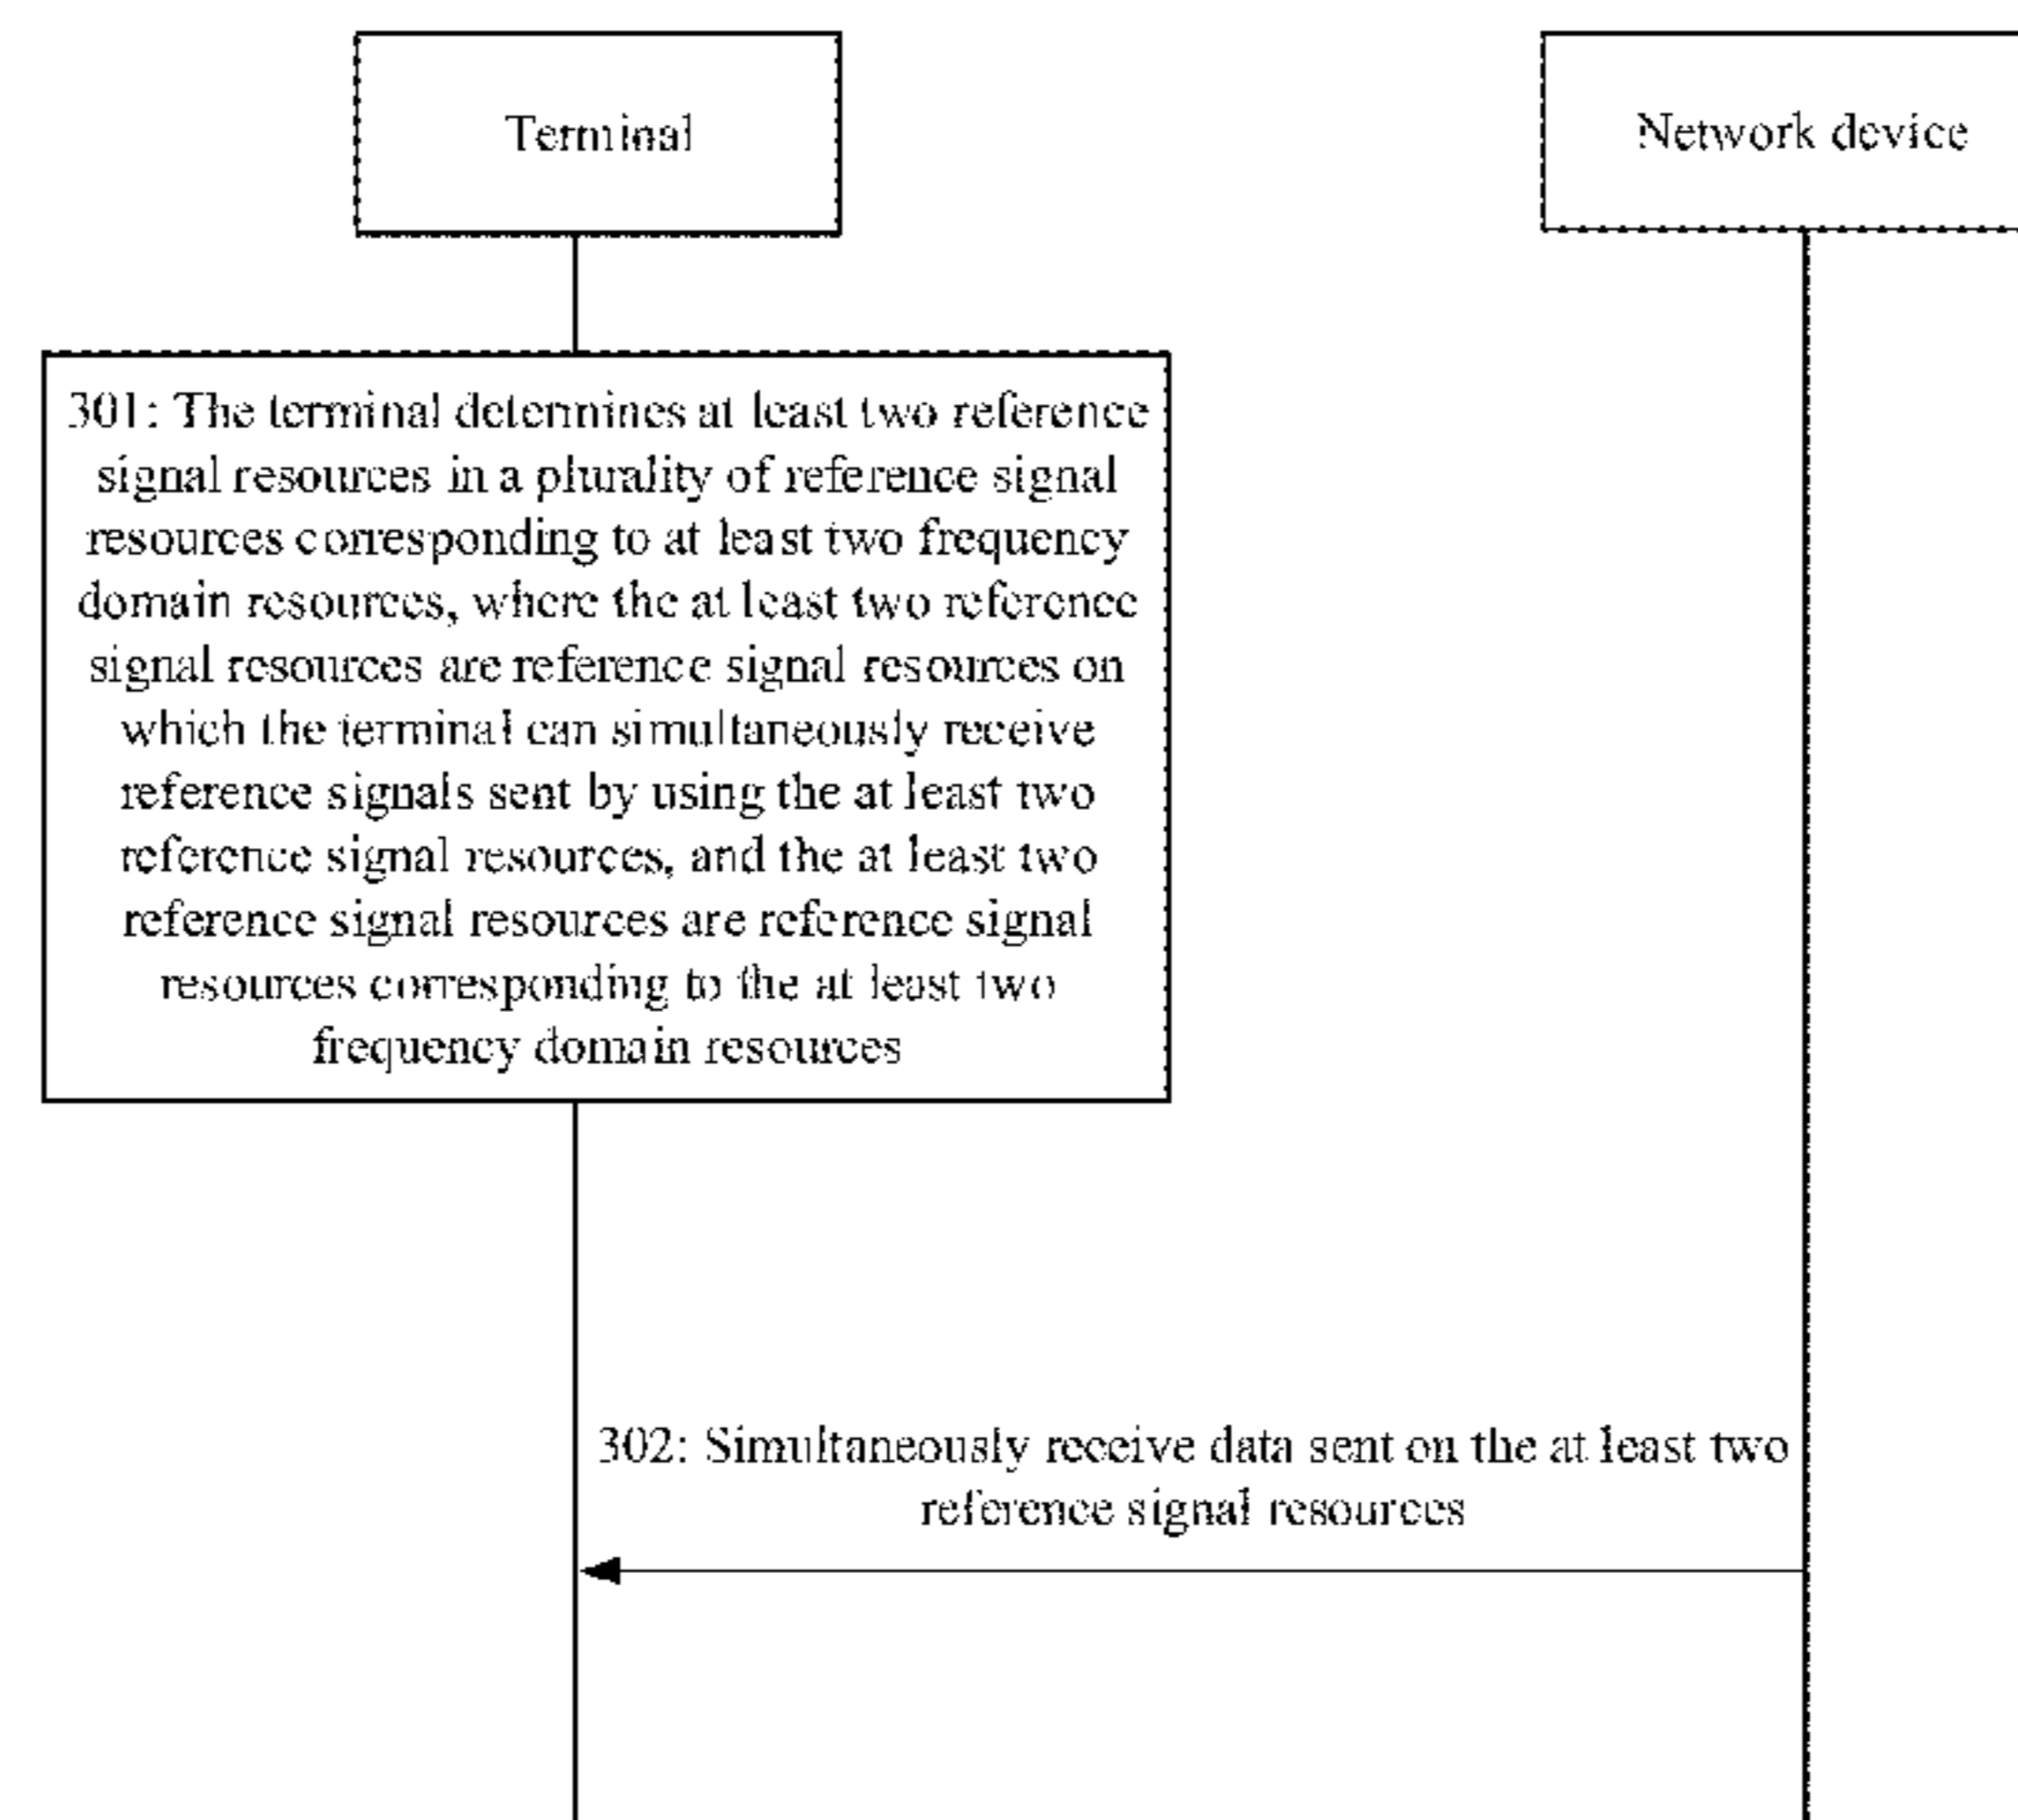 Terminal
Network device
301: The terminal determines at least two reference
signal resources in a plurality of reference signal
resources corresponding to at least two frequency
domain resources, where the at least two reference
signal resources are reference signal resources on
which the terminal can simultaneously receive
reference signals sent by using the at least two
reference signal resources, and the at least two
reference signal resources are reference signal
resources corresponding to the at least two
frequency domain resources
302: Simultaneously receive data sent on the at least two
reference signal resources